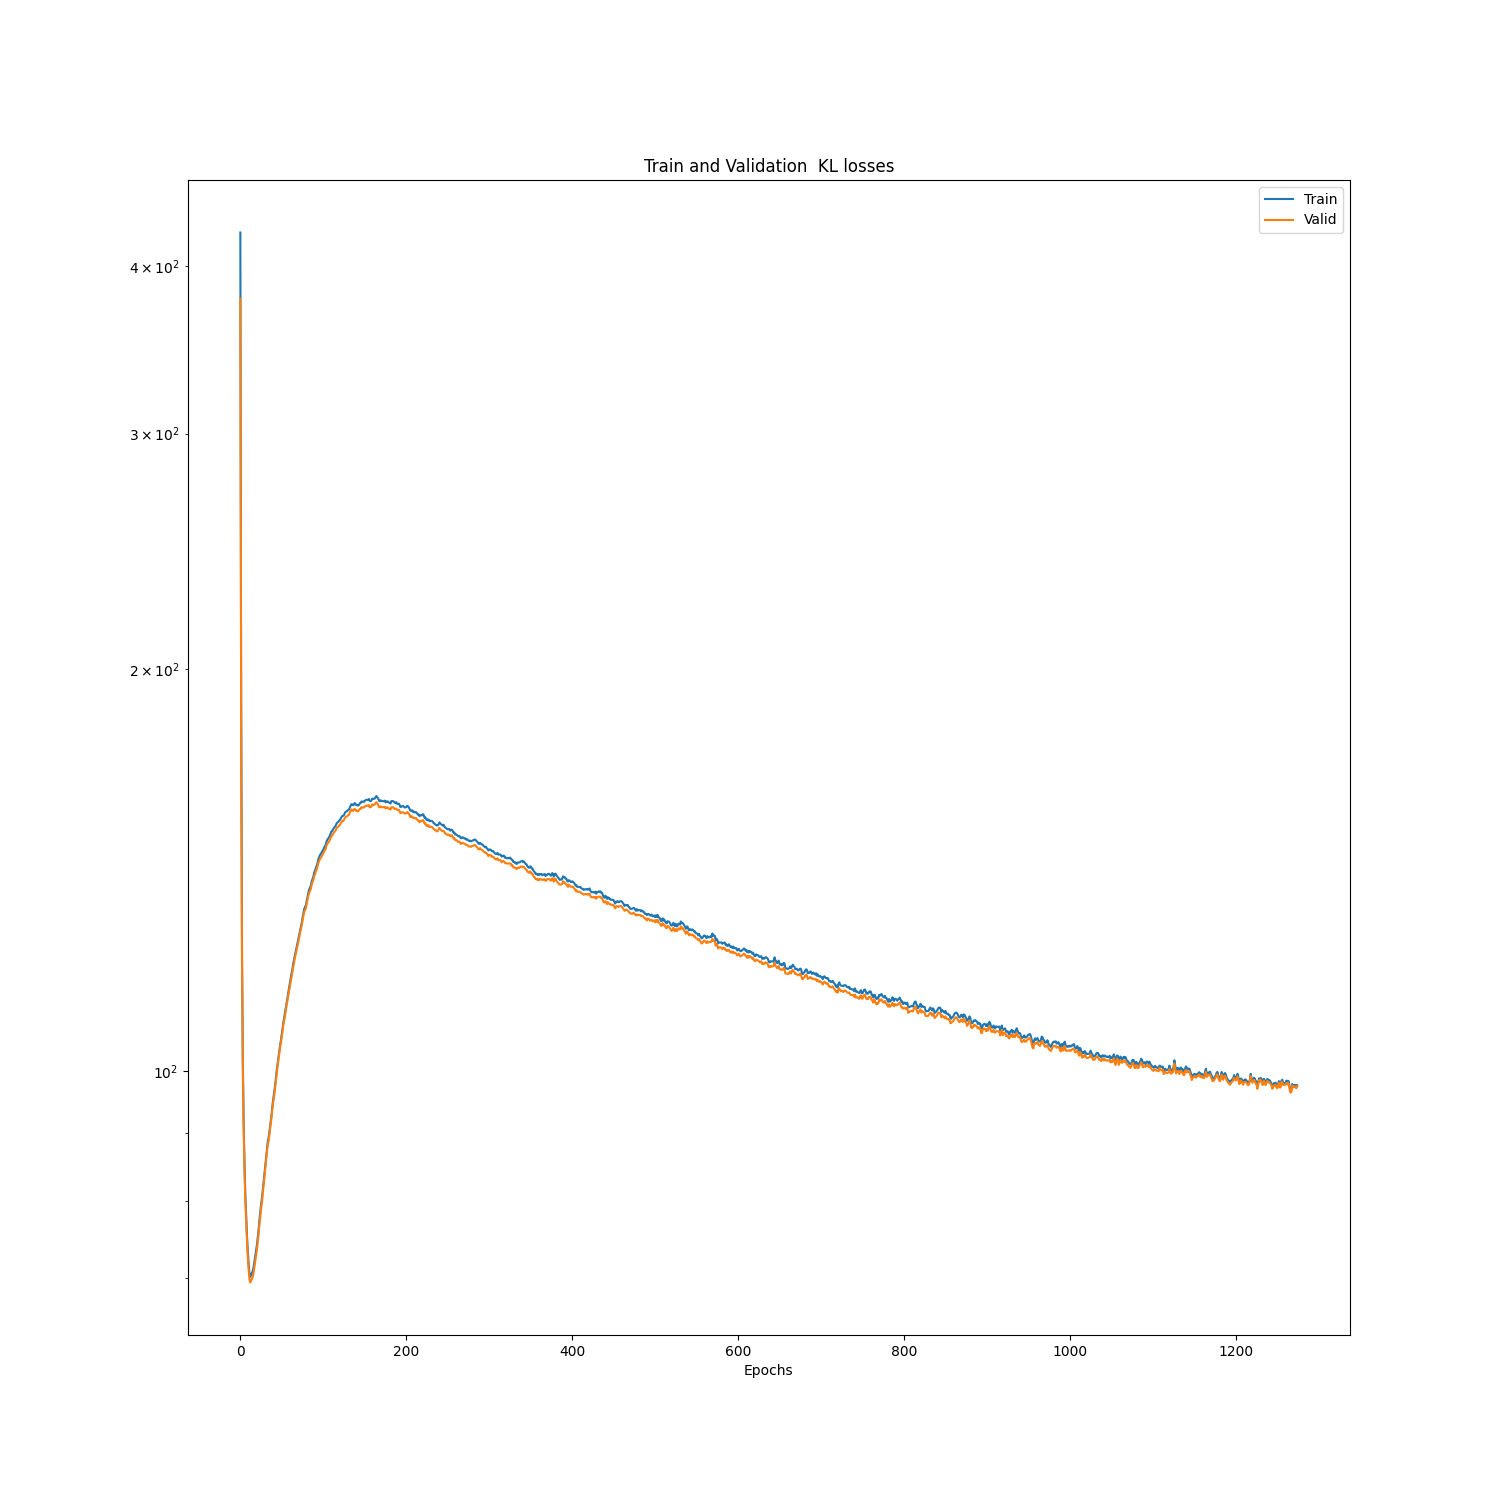 Train and Validation  KL losses
Train
Valid
4 × 10²
3 × 10²
2 × 10²
10²
0 200 400 600 800 1000 1200
Epochs